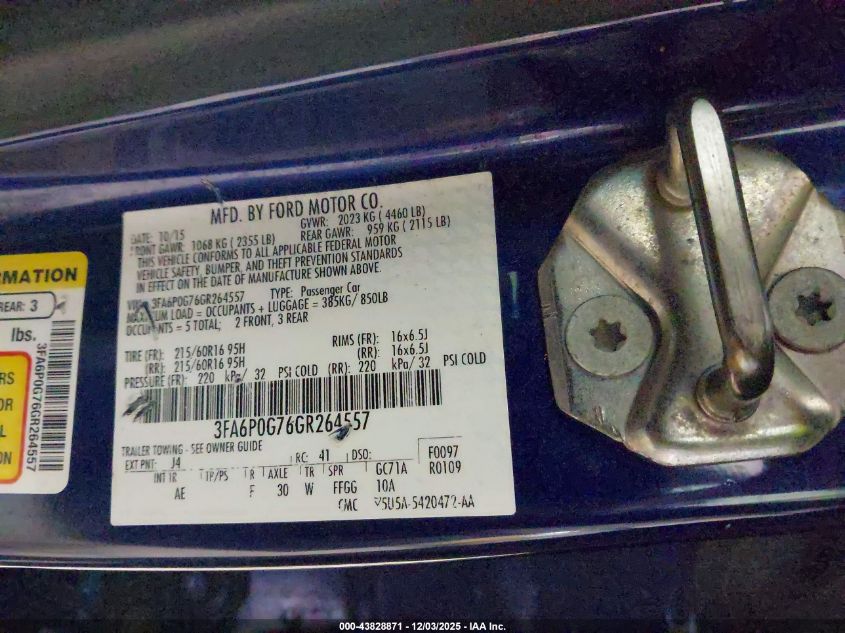 MFD. BY FORD MOTOR CO.
DATE: 10/15 GVWR: 2023 KG ( 4460 LB)
FRONT GAWR: 1068 KG ( 2355 LB) REAR GAWR: 959 KG ( 2115 LB)
THIS VEHICLE CONFORMS TO ALL APPLICABLE FEDERAL MOTOR
VEHICLE SAFETY, BUMPER, AND THEFT PREVENTION STANDARDS
IN EFFECT ON THE DATE OF MANUFACTURE SHOWN ABOVE.
VIN: 3FA6P0G76GR264557 TYPE: Passenger Car
MAXIMUM LOAD = OCCUPANTS + LUGGAGE = 385KG/ 850LB
OCCUPANTS = 5 TOTAL; 2 FRONT, 3 REAR
TIRE (FR): 215/60R16 95H RIMS (FR): 16x6.5J
(RR): 215/60R16 95H (RR): 16x6.5J
PRESSURE (FR): 220 kPa/ 32 PSI COLD (RR): 220 kPa/ 32 PSI COLD
3FA6P0G76GR264557
TRAILER TOWING - SEE OWNER GUIDE
EXT PNT: J4 RC: 41 DSO: F0097
INT TR TP/PS R AXLE TR SPR GC71A R0109
AE F 30 W FFGG 10A
5420472-AA
ORMATION
REAR: 3
lbs.
3FA6P0G76GR264557
ERS
OR
L
ION
000-43828871 - 12/03/2025 - IAA Inc.